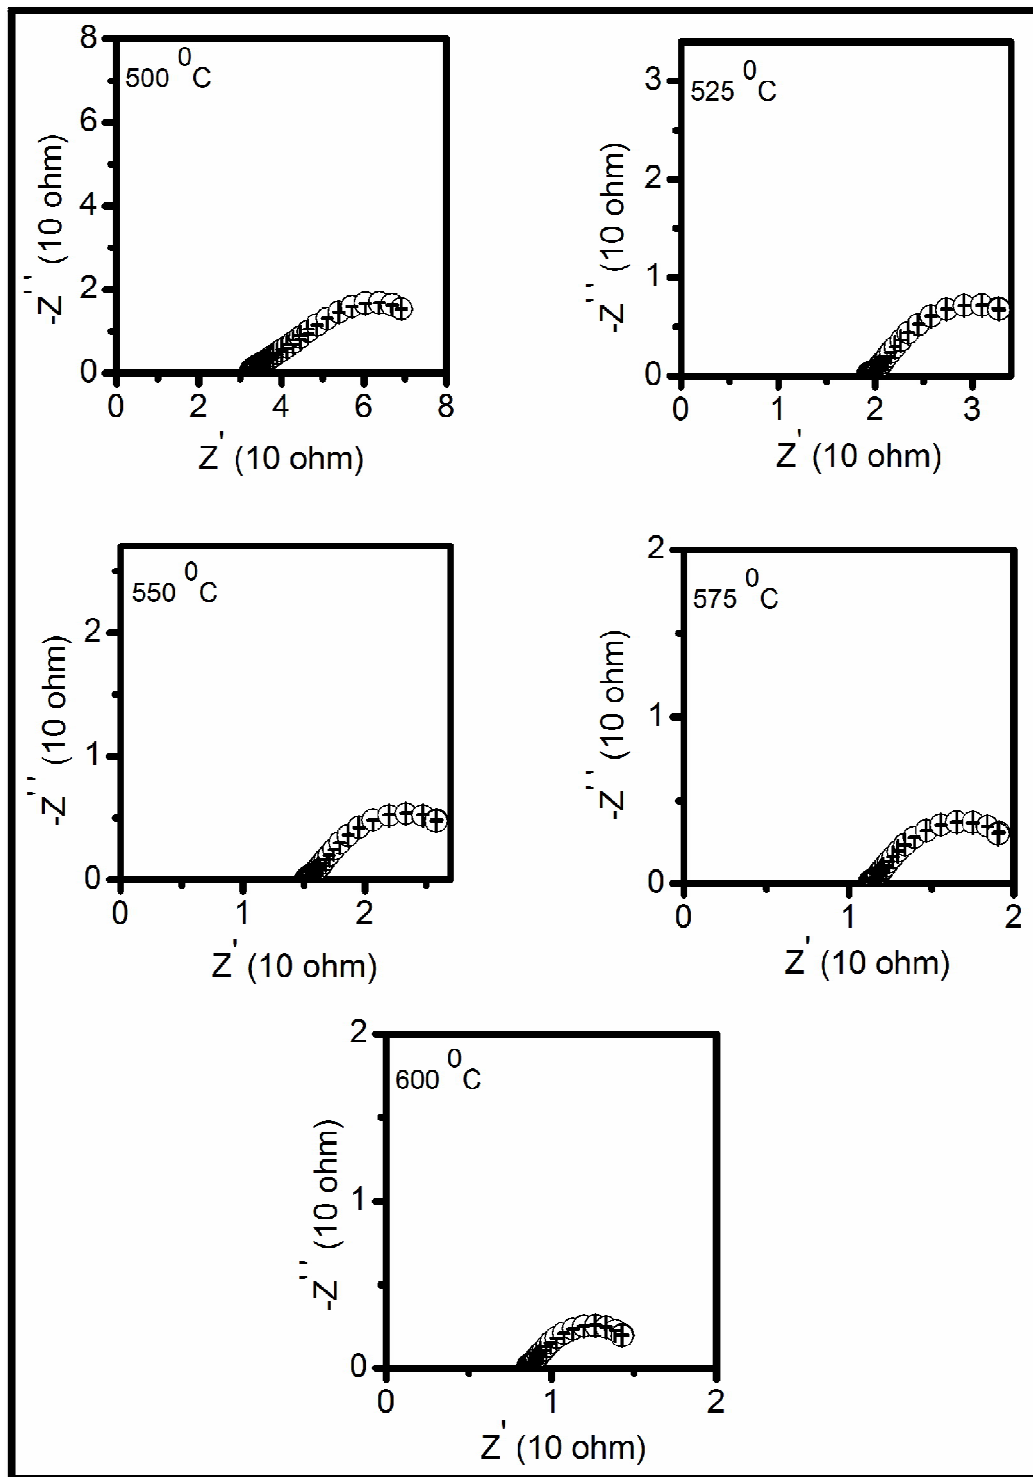 500 ⁰C
8
6
4
2
0
-Z'' (10 ohm)
0 2 4 6 8
Z' (10 ohm)
525 ⁰C
3
2
1
0
-Z'' (10 ohm)
0 1 2 3
Z' (10 ohm)
550 ⁰C
2
1
0
-Z'' (10 ohm)
0 1 2
Z' (10 ohm)
575 ⁰C
2
1
0
-Z'' (10 ohm)
0 1 2
Z' (10 ohm)
600 ⁰C
2
1
0
-Z'' (10 ohm)
0 1 2
Z' (10 ohm)